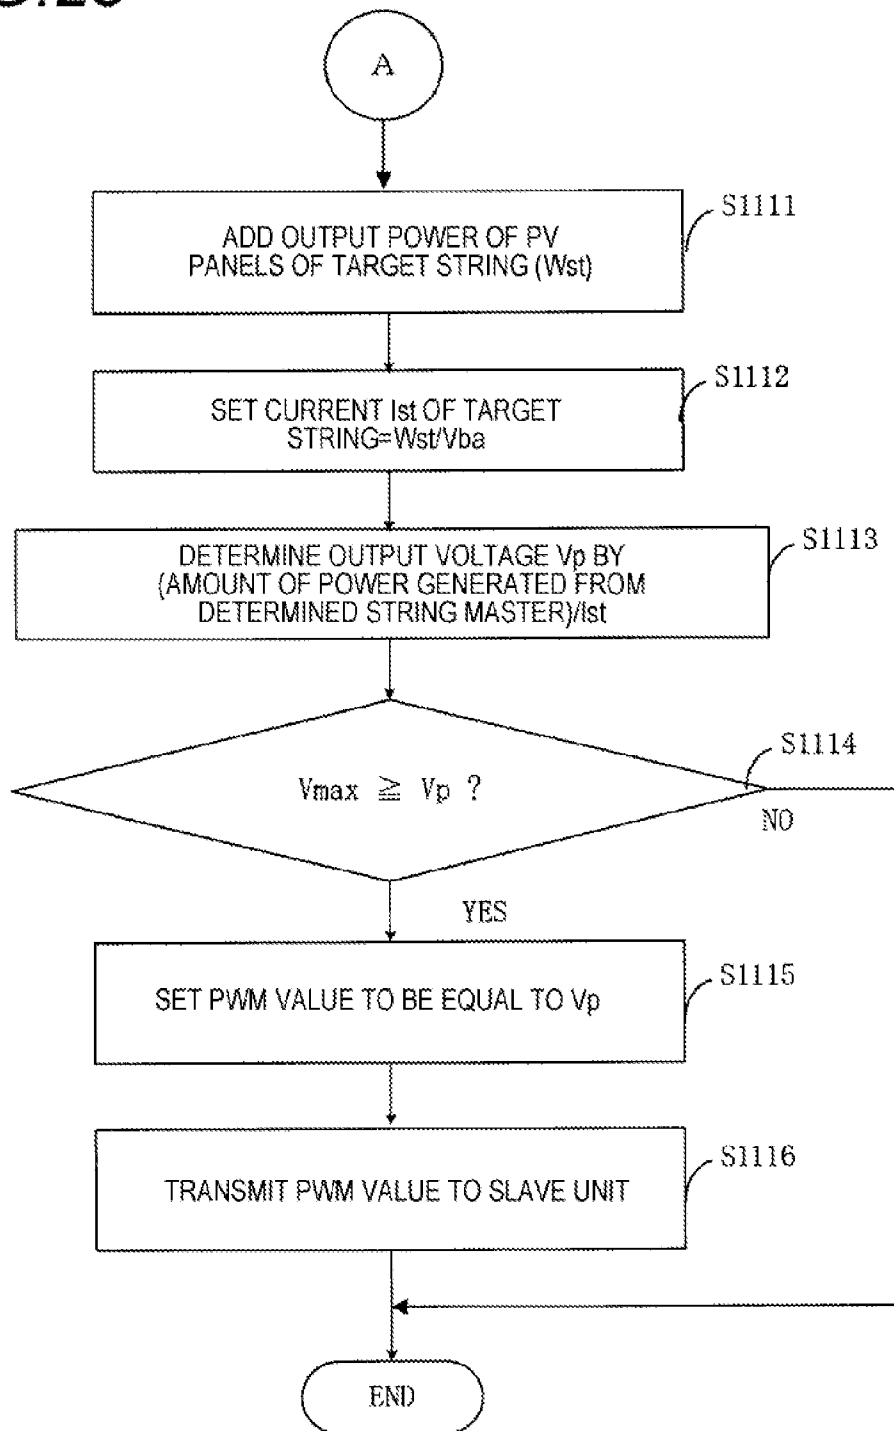 A
ADD OUTPUT POWER OF PV
PANELS OF TARGET STRING (Wst)
S1111
SET CURRENT Ist OF TARGET
STRING=Wst/Vba
S1112
DETERMINE OUTPUT VOLTAGE Vp BY
(AMOUNT OF POWER GENERATED FROM
DETERMINED STRING MASTER)/Ist
S1113
Vmax ≧ Vp ?
S1114
NO
YES
SET PWM VALUE TO BE EQUAL TO Vp
S1115
TRANSMIT PWM VALUE TO SLAVE UNIT
S1116
END